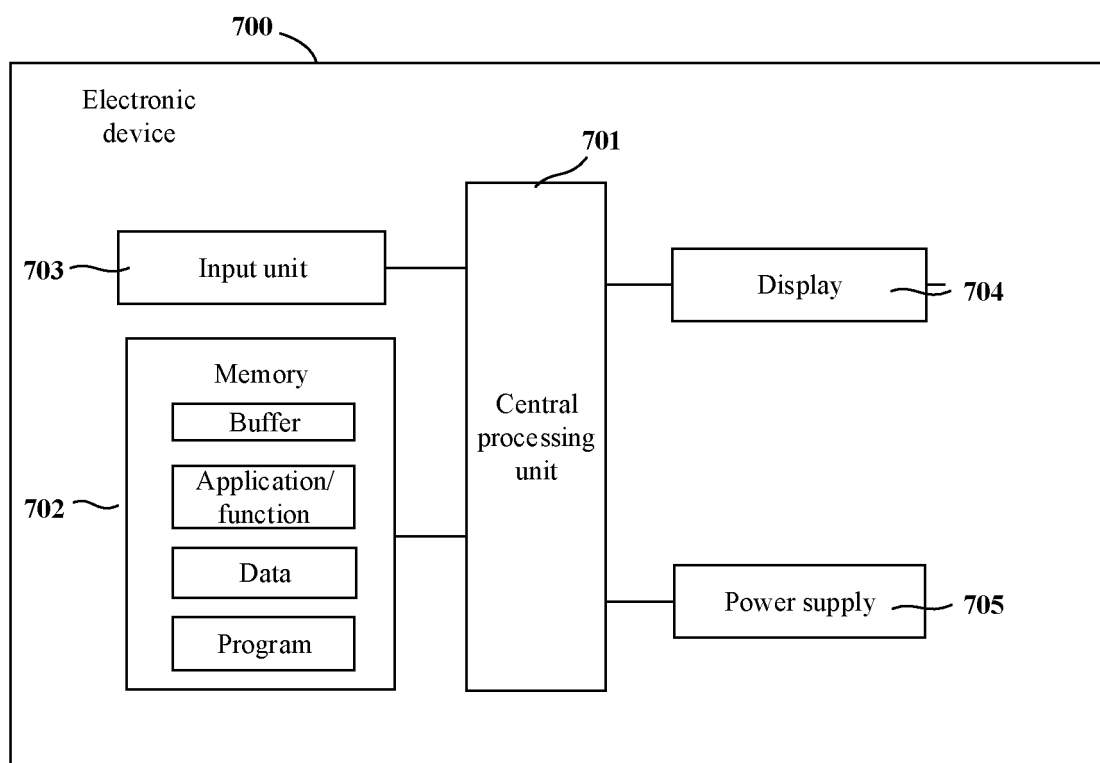 700
Electronic
device
701
703
Input unit
Display
704
Memory
Buffer
Application/
function
Data
Program
702
Central
processing
unit
Power supply
705